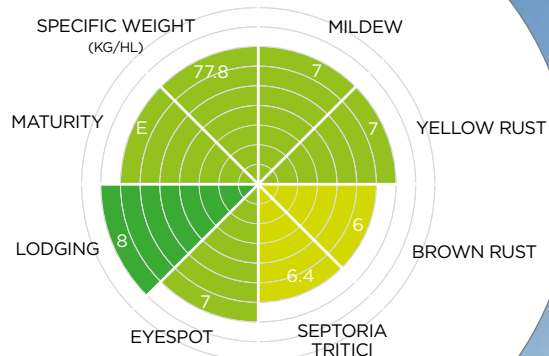 SPECIFIC WEIGHT
(KG/HL)
MILDEW
77.8
7
MATURITY
E
7
YELLOW RUST
LODGING
8
6
BROWN RUST
7
6.4
EYESPOT
SEPTORIA
TRITICI